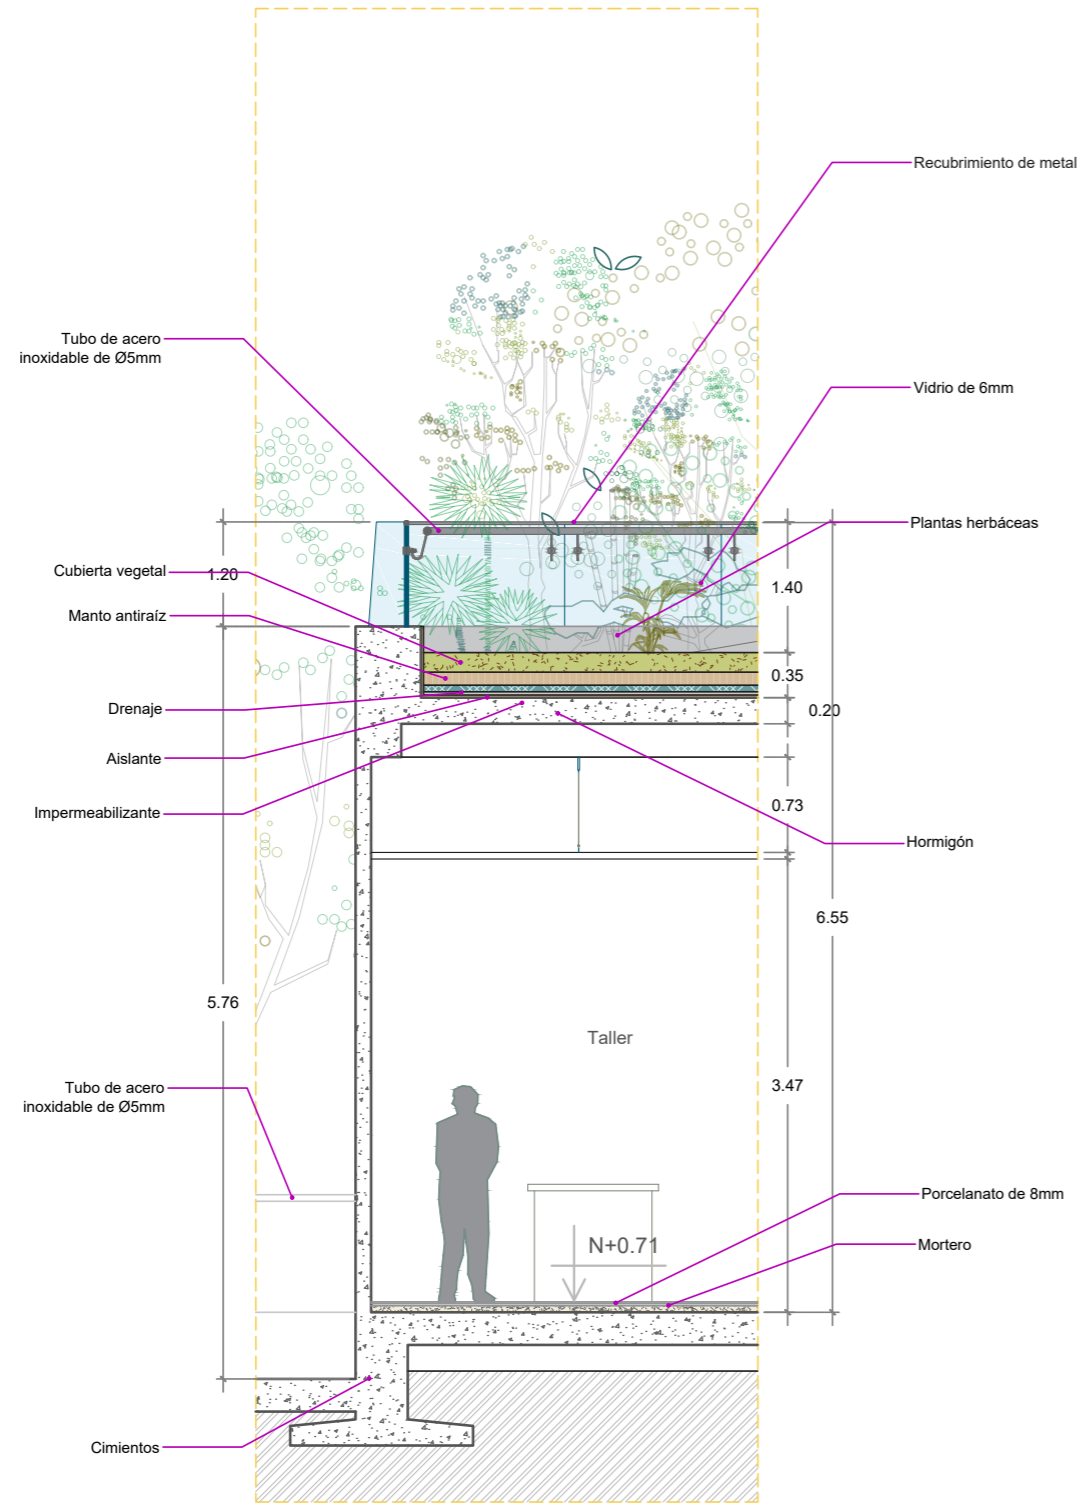 Recubrimiento de metal
Tubo de acero
inoxidable de Ø5mm
Vidrio de 6mm
Plantas herbáceas
Cubierta vegetal
1.20
1.40
Manto antiraíz
0.35
Drenaje
0.20
Aislante
Impermeabilizante
0.73
Hormigón
6.55
5.76
Taller
3.47
Tubo de acero
inoxidable de Ø5mm
Porcelanato de 8mm
N+0.71
Mortero
Cimientos